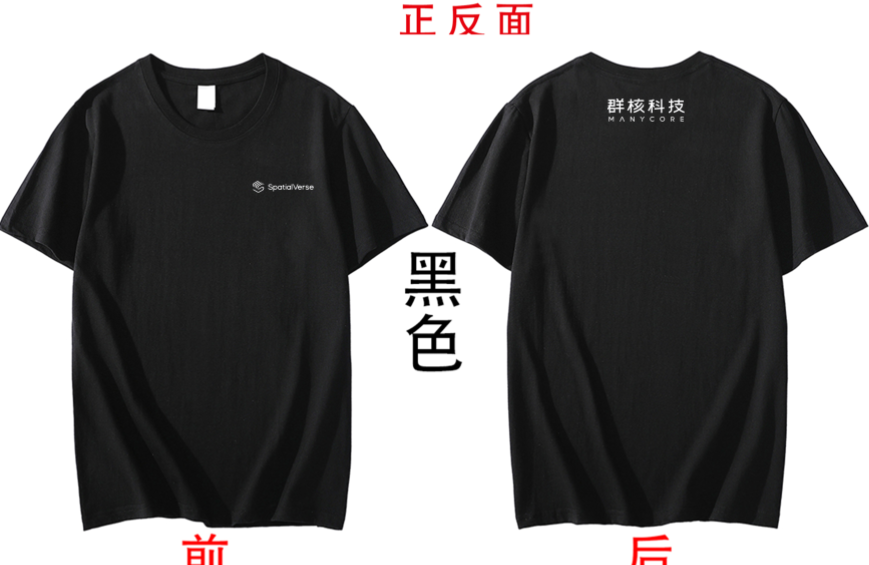 正反面
SpatialVerse
群核科技
MANYCORE
黑
色
前
后